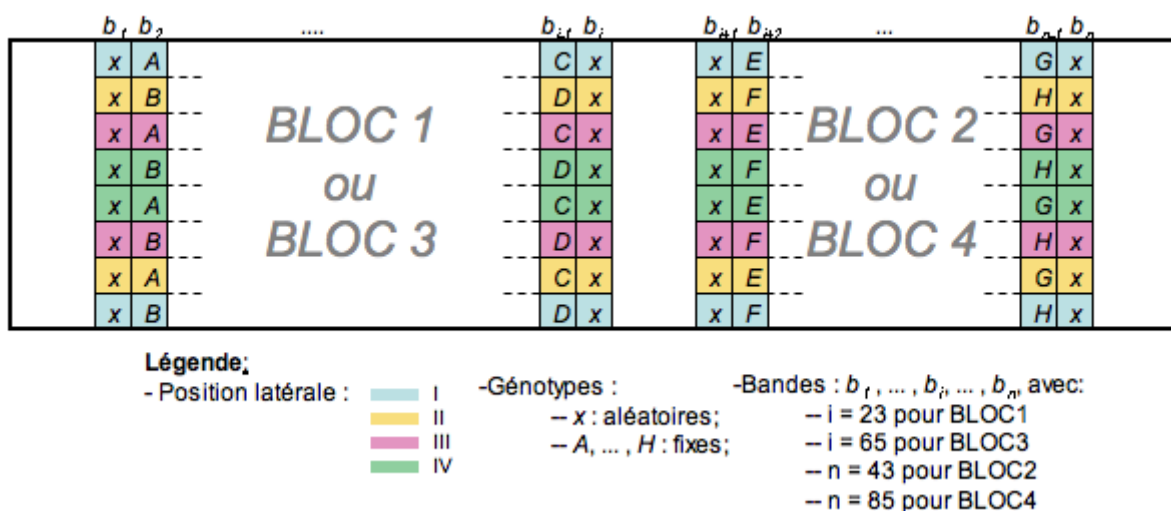 b₁ b₂ .... bᵢ₋₁ bᵢ bᵢ₊₁ bᵢ₊₂ ... bₙ₋₁ bₙ
x A C x x E G x
x B D x x F H x
x A C x x E G x
x B D x x F H x
x A C x x E G x
x B D x x F H x
x A C x x E G x
x B D x x F H x
BLOC 1
ou
BLOC 3
BLOC 2
ou
BLOC 4
Légende:
- Position latérale :
I
II
III
IV
-Génotypes :
-- x : aléatoires;
-- A, ... , H : fixes;
-Bandes : b₁, ... , bᵢ, ... , bₙ, avec:
-- i = 23 pour BLOC1
-- i = 65 pour BLOC3
-- n = 43 pour BLOC2
-- n = 85 pour BLOC4